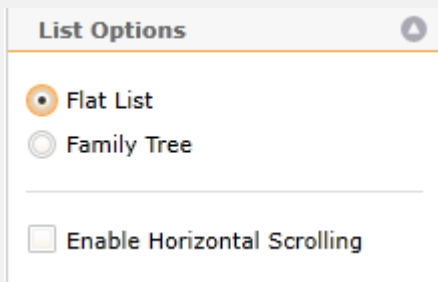 List Options
Flat List
Family Tree
Enable Horizontal Scrolling